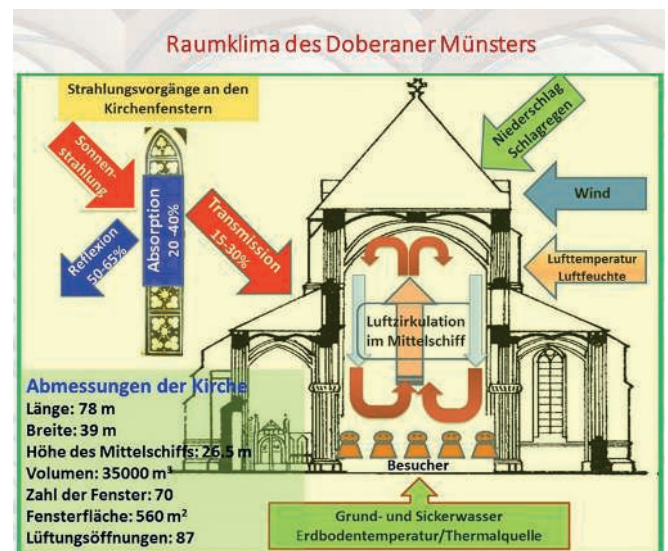 Raumklima des Doberaner Münsters
Strahlungsvorgänge an den
Kirchenfenstern
Sonnen-
strahlung
Reflexion
50-65%
Absorption
20 -40%
Transmission
15-30%
Niederschlag
Schlagregen
Wind
Lufttemperatur
Luftfeuchte
Luftzirkulation
im Mittelschiff
Abmessungen der Kirche
Länge: 78 m
Breite: 39 m
Höhe des Mittelschiffs: 26.5 m
Volumen: 35000 m³
Zahl der Fenster: 70
Fensterfläche: 560 m²
Lüftungsöffnungen: 87
Besucher
Grund- und Sickerwasser
Erdbodentemperatur/Thermalquelle